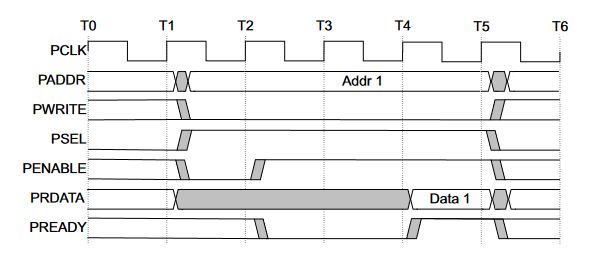 T0 T1 T2 T3 T4 T5 T6
PCLK
PADDR Addr 1
PWRITE
PSEL
PENABLE
PRDATA Data 1
PREADY